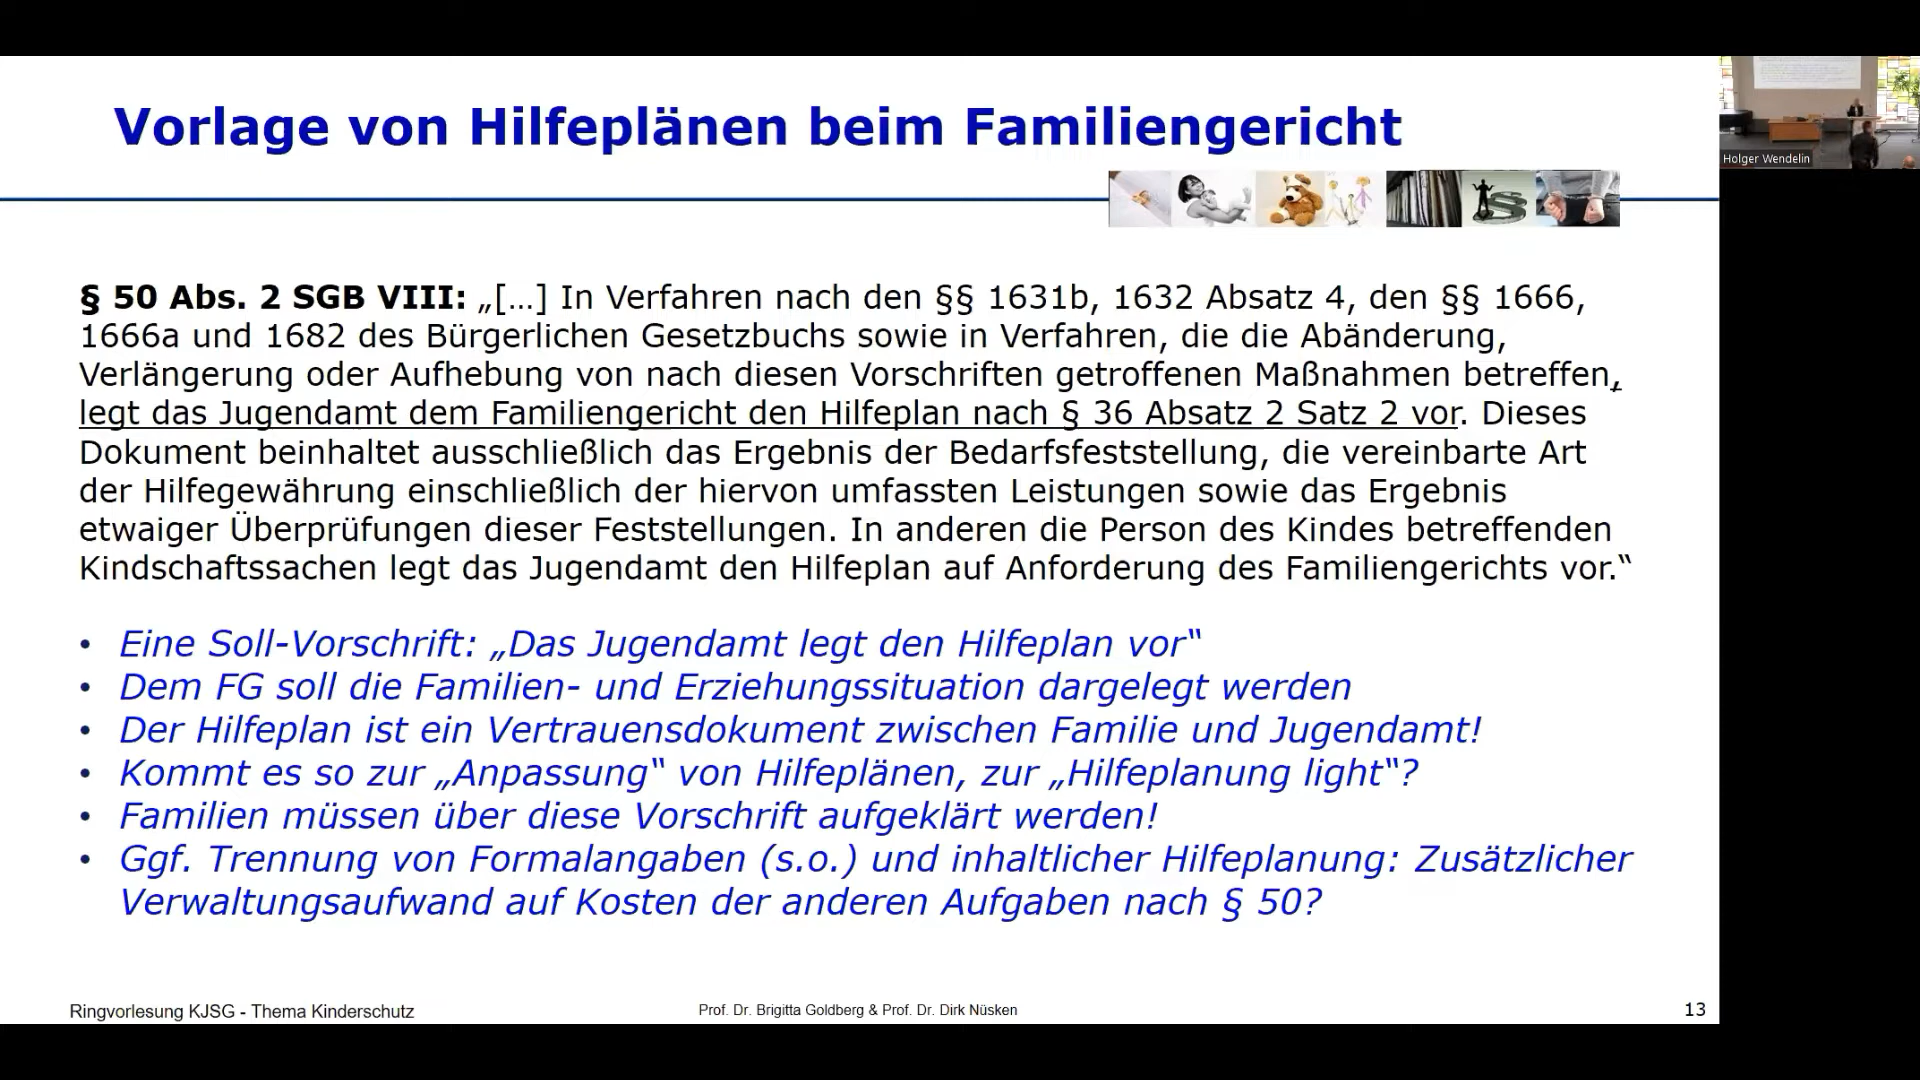 Vorlage von Hilfeplänen beim Familiengericht
Holger Wendelin
§ 50 Abs. 2 SGB VIII: „[…] In Verfahren nach den §§ 1631b, 1632 Absatz 4, den §§ 1666,
1666a und 1682 des Bürgerlichen Gesetzbuchs sowie in Verfahren, die die Abänderung,
Verlängerung oder Aufhebung von nach diesen Vorschriften getroffenen Maßnahmen betreffen,
legt das Jugendamt dem Familiengericht den Hilfeplan nach § 36 Absatz 2 Satz 2 vor. Dieses
Dokument beinhaltet ausschließlich das Ergebnis der Bedarfsfeststellung, die vereinbarte Art
der Hilfegewährung einschließlich der hiervon umfassten Leistungen sowie das Ergebnis
etwaiger Überprüfungen dieser Feststellungen. In anderen die Person des Kindes betreffenden
Kindschaftssachen legt das Jugendamt den Hilfeplan auf Anforderung des Familiengerichts vor.“
• Eine Soll-Vorschrift: „Das Jugendamt legt den Hilfeplan vor“
• Dem FG soll die Familien- und Erziehungssituation dargelegt werden
• Der Hilfeplan ist ein Vertrauensdokument zwischen Familie und Jugendamt!
• Kommt es so zur „Anpassung“ von Hilfeplänen, zur „Hilfeplanung light“?
• Familien müssen über diese Vorschrift aufgeklärt werden!
• Ggf. Trennung von Formalangaben (s.o.) und inhaltlicher Hilfeplanung: Zusätzlicher
Verwaltungsaufwand auf Kosten der anderen Aufgaben nach § 50?
Ringvorlesung KJSG - Thema Kinderschutz
Prof. Dr. Brigitta Goldberg & Prof. Dr. Dirk Nüsken
13